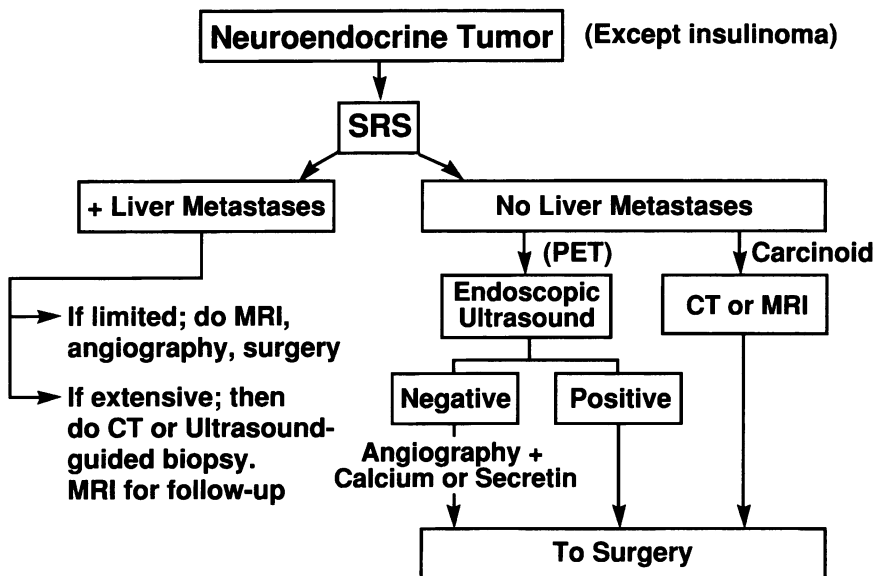 Neuroendocrine Tumor (Except insulinoma)
SRS
+ Liver Metastases
No Liver Metastases
(PET)
Carcinoid
Endoscopic
Ultrasound
CT or MRI
If limited; do MRI,
angiography, surgery
If extensive; then
do CT or Ultrasound-
guided biopsy.
MRI for follow-up
Negative
Positive
Angiography +
Calcium or Secretin
To Surgery